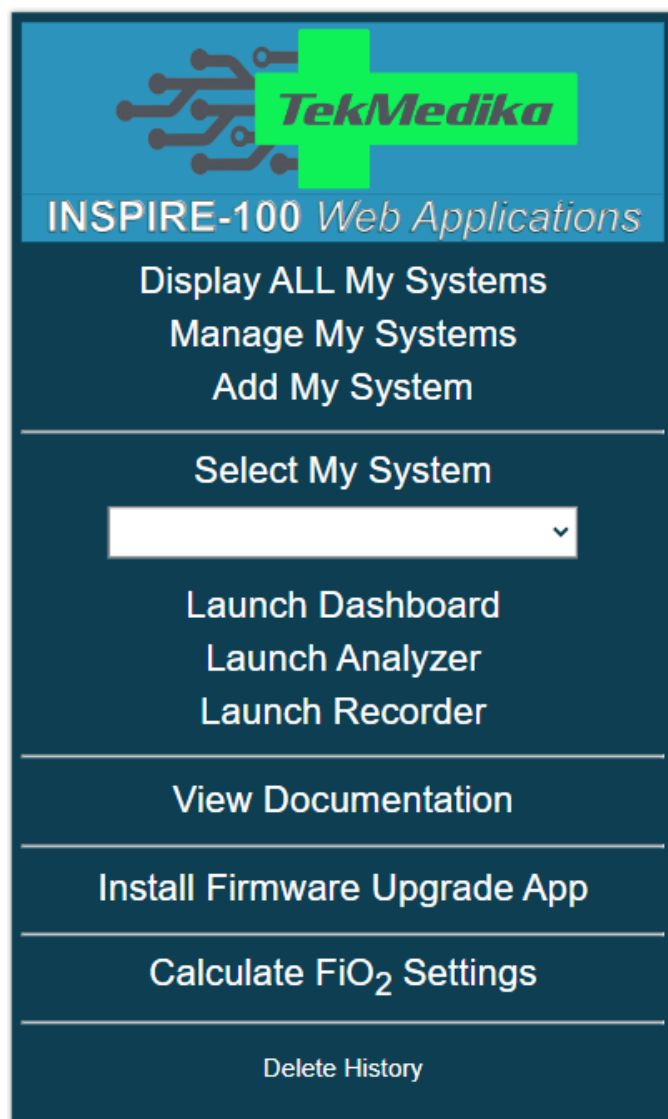 TekMedika
INSPIRE-100 Web Applications
Display ALL My Systems
Manage My Systems
Add My System
Select My System
Launch Dashboard
Launch Analyzer
Launch Recorder
View Documentation
Install Firmware Upgrade App
Calculate FiO₂ Settings
Delete History